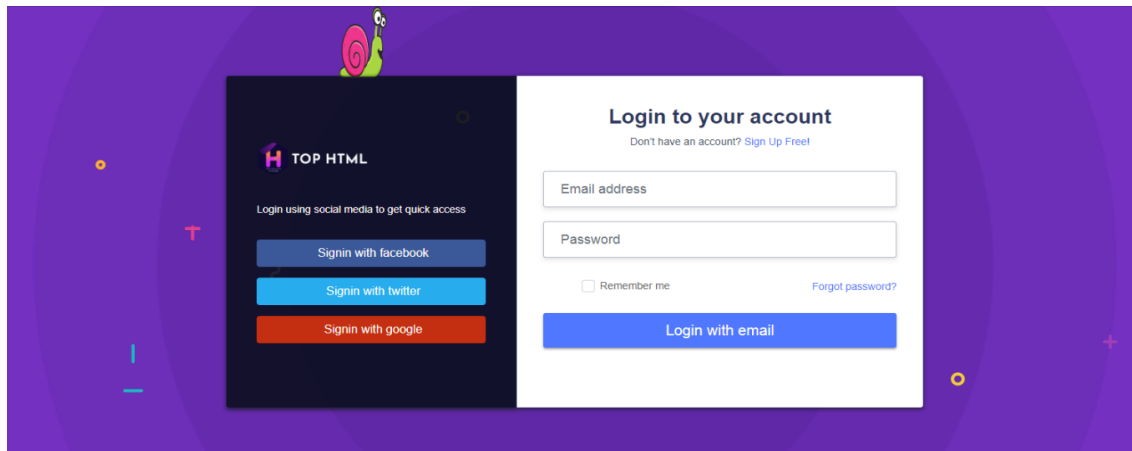 TOP HTML
Login using social media to get quick access
Signin with facebook
Signin with twitter
Signin with google
Login to your account
Don't have an account? Sign Up Free!
Email address
Password
Remember me
Forgot password?
Login with email